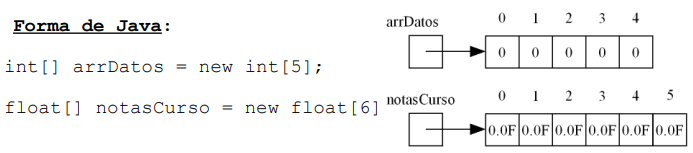 Forma de Java:
int[] arrDatos = new int[5];
float[] notasCurso = new float[6]
arrDatos
0 1 2 3 4
0 0 0 0 0
notasCurso
0 1 2 3 4 5
0.0F 0.0F 0.0F 0.0F 0.0F 0.0F